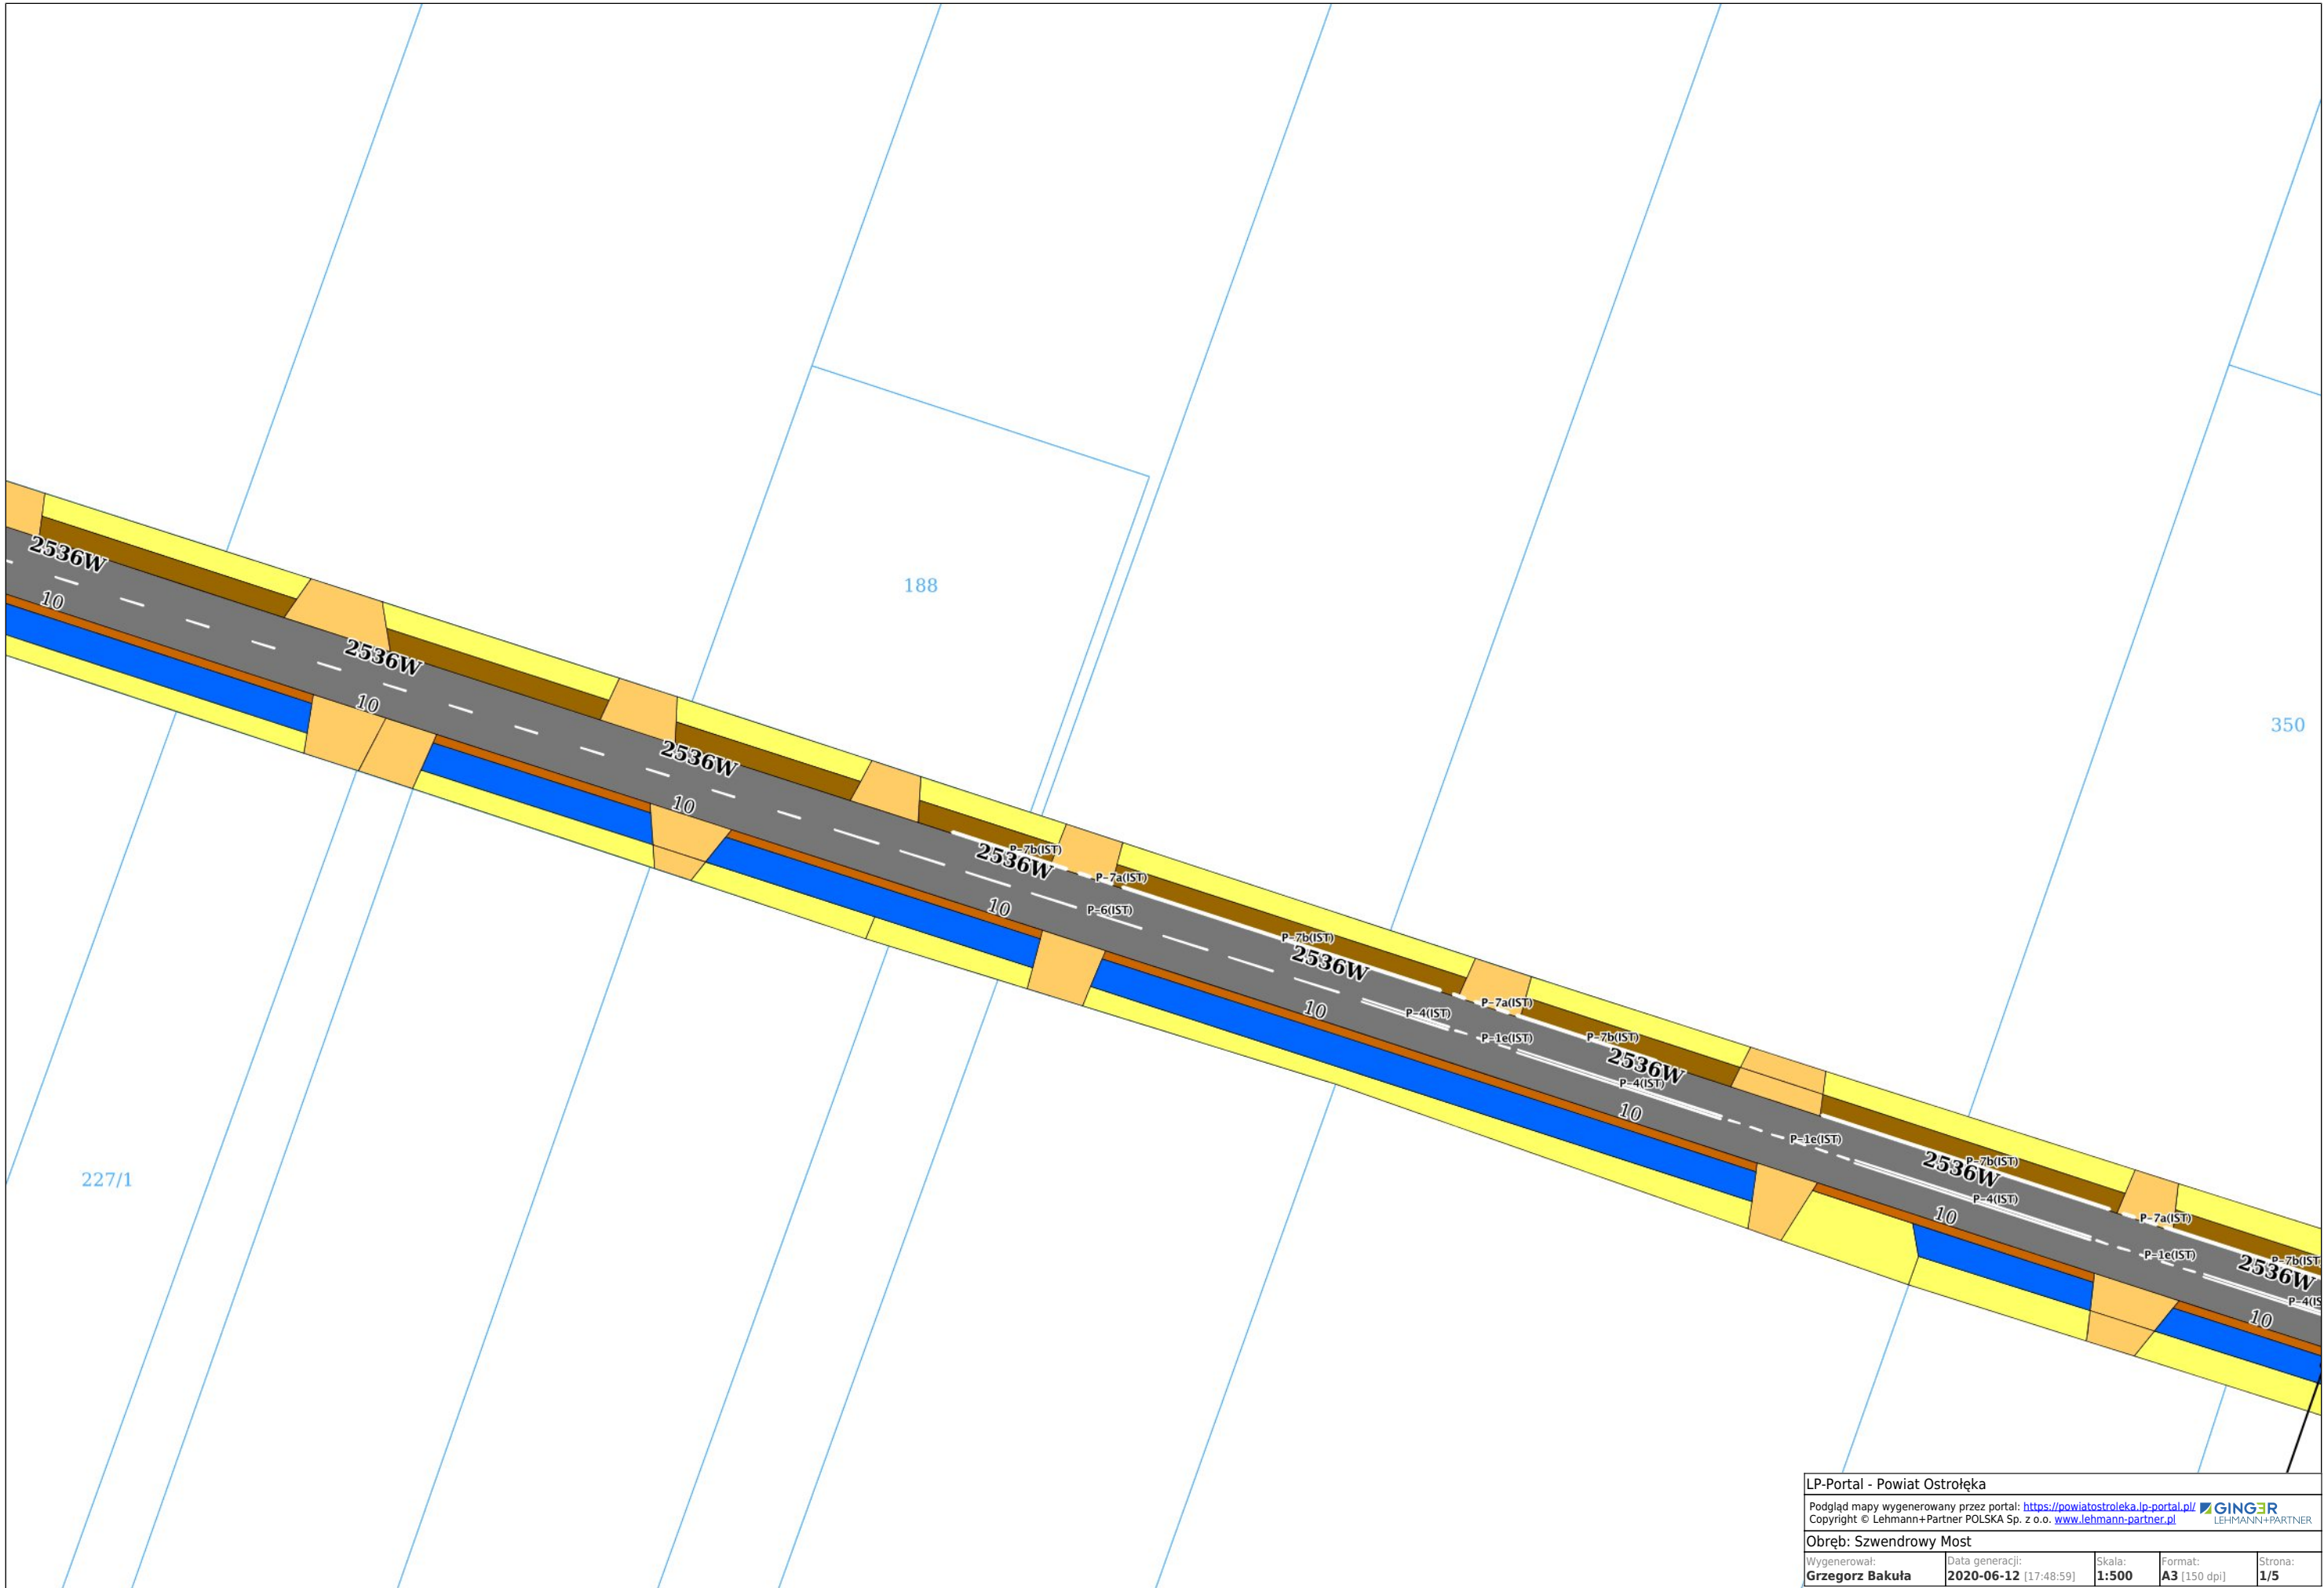 188
350
2536W
10
2536W
10
2536W
10
P-7b(IST)
2536W
P-7a(IST)
10
P-6(IST)
P-7b(IST)
2536W
10
P-7a(IST)
P-4(IST)
P-1e(IST)
P-7b(IST)
2536W
P-4(IST)
10
P-1e(IST)
P-7b(IST)
2536W
P-4(IST)
10
P-7a(IST)
P-1e(IST)
P-7b(IST
2536W
P-4(IS
10
227/1
LP-Portal - Powiat Ostrołęka
Podgląd mapy wygenerowany przez portal: https://powiatostroleka.lp-portal.pl/
Copyright © Lehmann+Partner POLSKA Sp. z o.o. www.lehmann-partner.pl
GINGER
LEHMANN+PARTNER
Obręb: Szwendrowy Most
Wygenerował: Data generacji: Skala: Format: Strona:
Grzegorz Bakuła 2020-06-12 [17:48:59] 1:500 A3 [150 dpi] 1/5